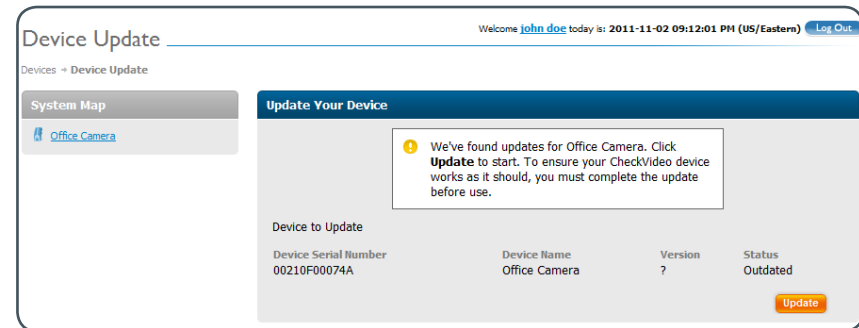 Welcome john doe today is: 2011-11-02 09:12:01 PM (US/Eastern) Log Out
Device Update
Devices → Device Update
System Map
Office Camera
Update Your Device
We've found updates for Office Camera. Click
Update to start. To ensure your CheckVideo device
works as it should, you must complete the update
before use.
Device to Update
Device Serial Number Device Name Version Status
00210F00074A Office Camera ? Outdated
Update